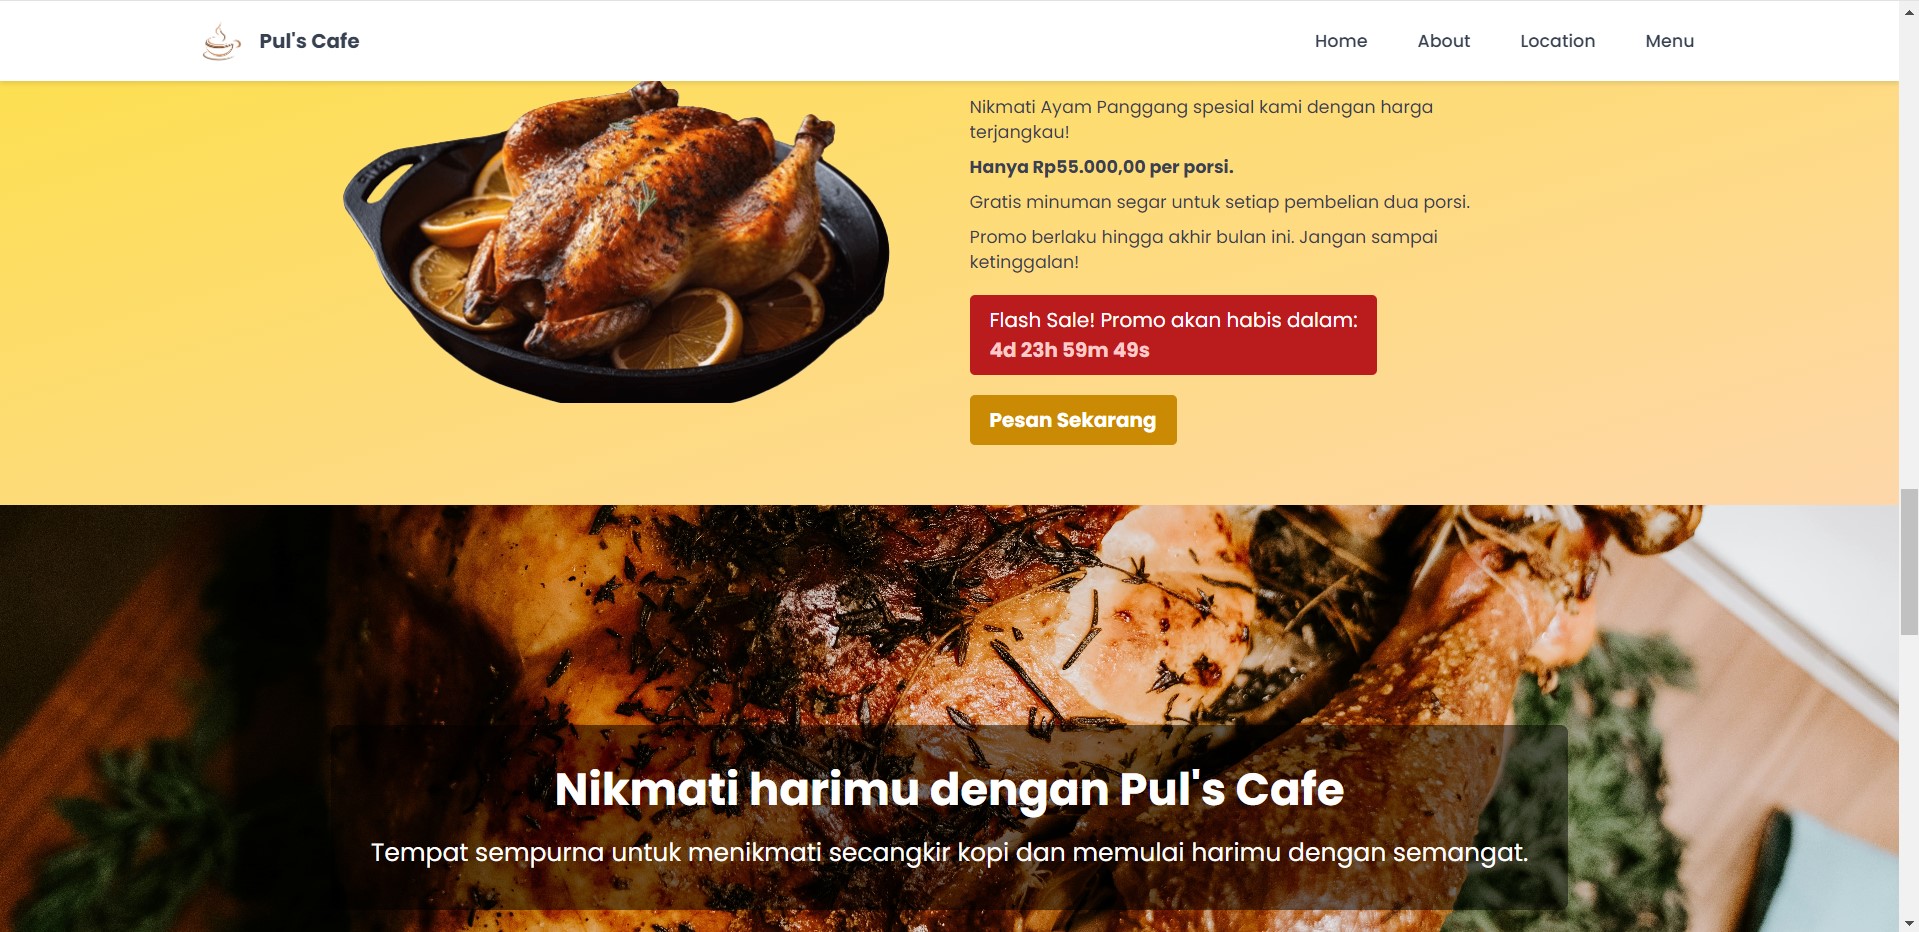 Pul's Cafe
Home
About
Location
Menu
Nikmati Ayam Panggang spesial kami dengan harga
terjangkau!
Hanya Rp55.000,00 per porsi.
Gratis minuman segar untuk setiap pembelian dua porsi.
Promo berlaku hingga akhir bulan ini. Jangan sampai
ketinggalan!
Flash Sale! Promo akan habis dalam:
4d 23h 59m 49s
Pesan Sekarang
Nikmati harimu dengan Pul's Cafe
Tempat sempurna untuk menikmati secangkir kopi dan memulai harimu dengan semangat.